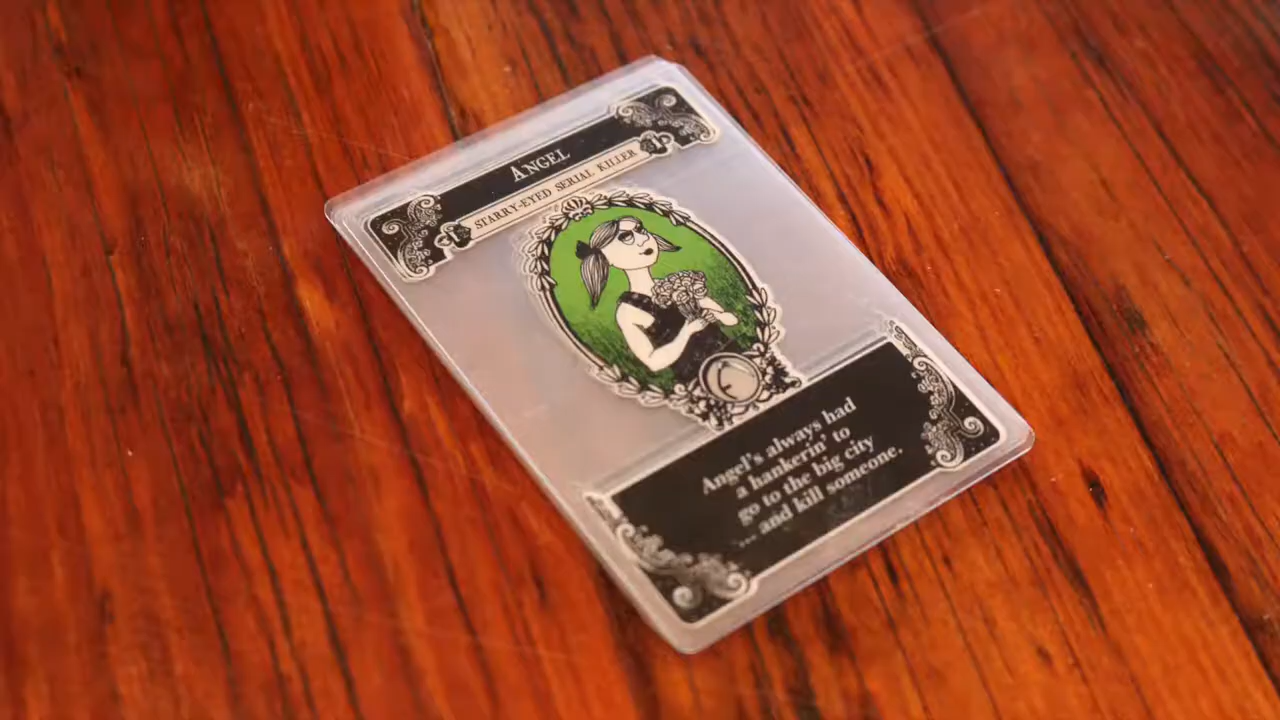 ANGEL
STARRY-EYED SERIAL KILLER
Angel's always had
a hankerin' to
go to the big city
... and kill someone.